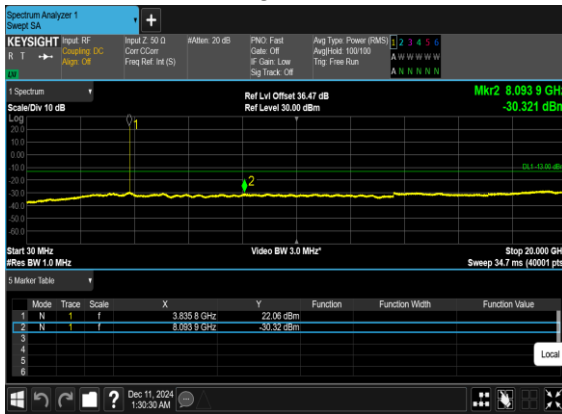 Spectrum Analyzer 1
Swept SA
KEYSIGHT Input: RF Input Z: 50 Ω #Atten: 20 dB PNO: Fast Avg Type: Power (RMS) 1 2 3 4 5 6
R T Coupling: DC Corr CCorr Gate: Off Avg|Hold: 100/100 A W W W W W
Align: Off Freq Ref: Int (S) IF Gain: Low Trig: Free Run
Sig Track: Off A N N N N N
1 Spectrum Ref Lvl Offset 36.47 dB Mkr2 8.093 9 GH
Scale/Div 10 dB Ref Level 30.00 dBm -30.321 dBm
Log
20.0
10.0
0.00
-10.0
-20.0
-30.0
-40.0
-50.0
-60.0
1
2
DL1 -13.00 dB
Start 30 MHz Video BW 3.0 MHz* Stop 20.000 GH
#Res BW 1.0 MHz Sweep 34.7 ms (40001 pts
5 Marker Table
Mode Trace Scale X Y Function Function Width Function Value
1 N 1 f 3.835 8 GHz 22.06 dBm
2 N 1 f 8.093 9 GHz -30.32 dBm
3
4
5
6
Local
? Dec 11, 2024
1:30:30 AM